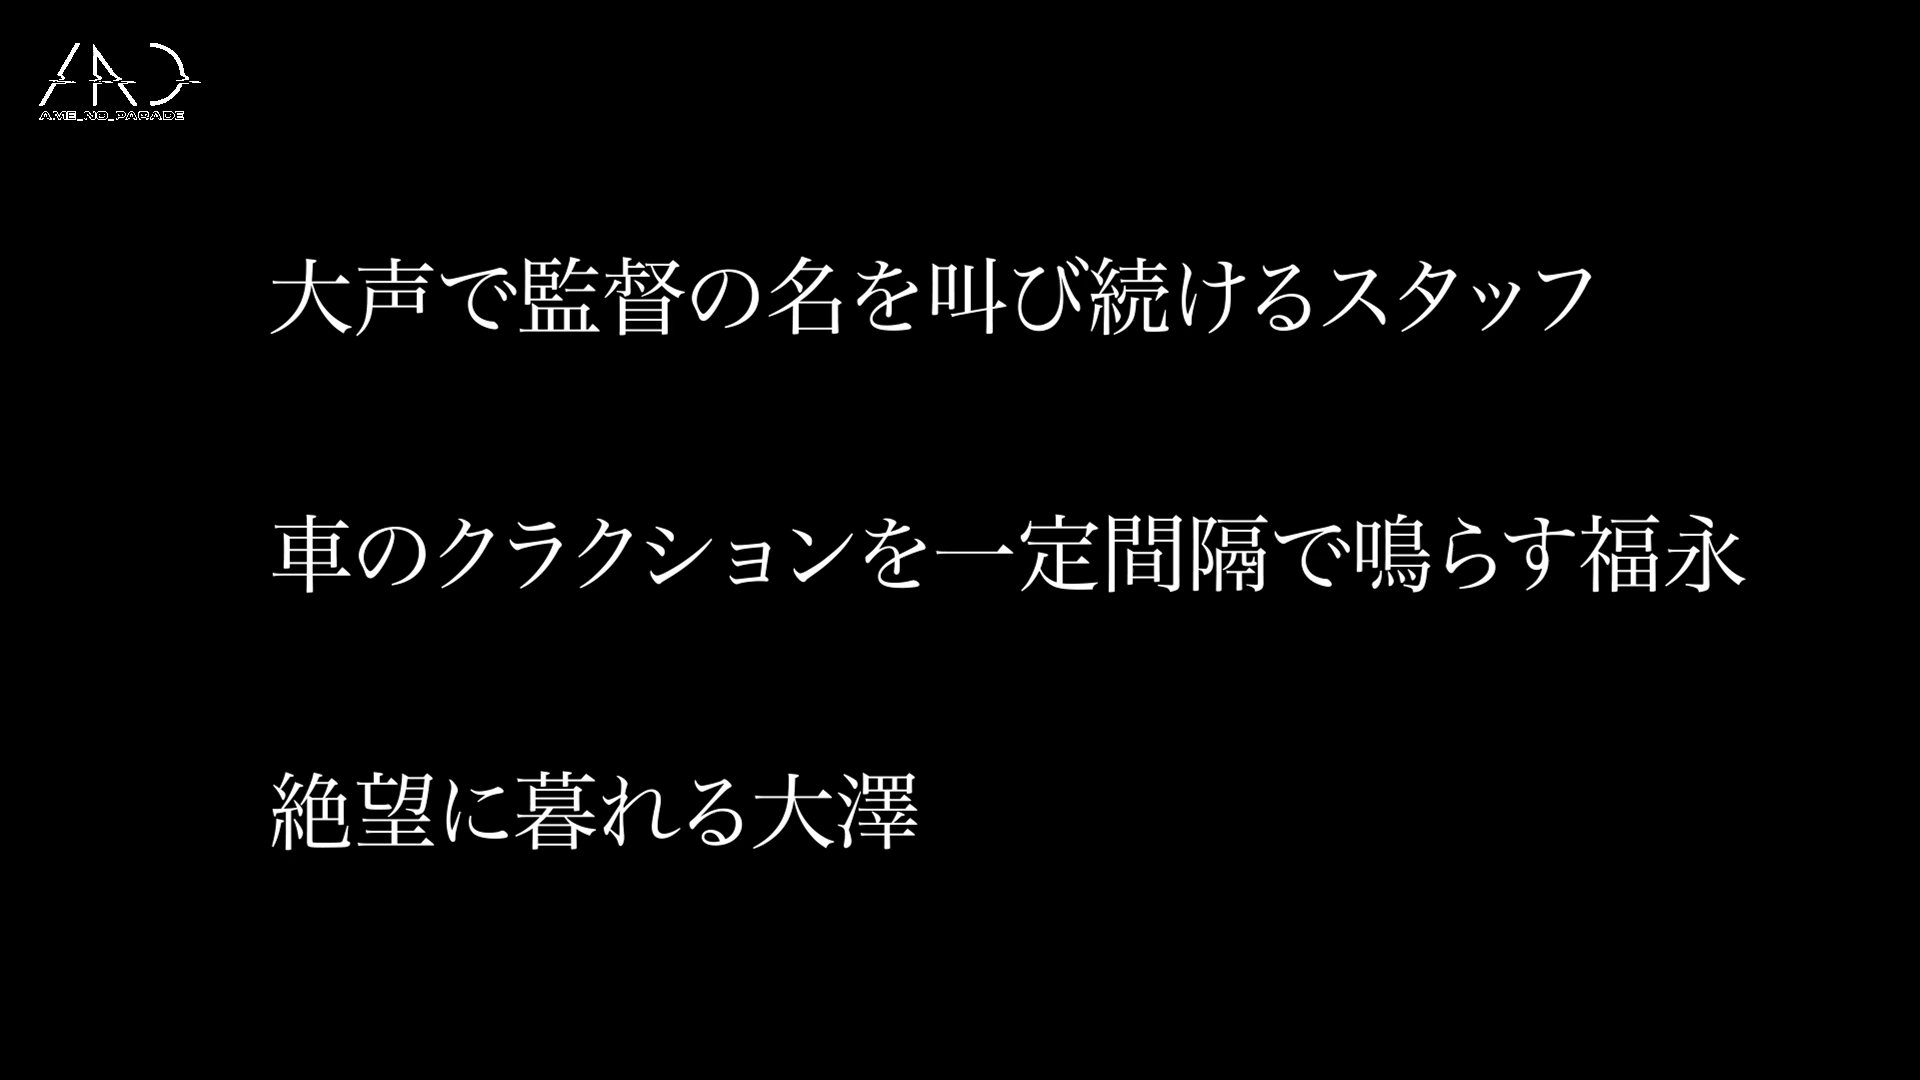 AME_NO_PARADE
大声で監督の名を叫び続けるスタッフ
車のクラクションを一定間隔で鳴らす福永
絶望に暮れる大澤